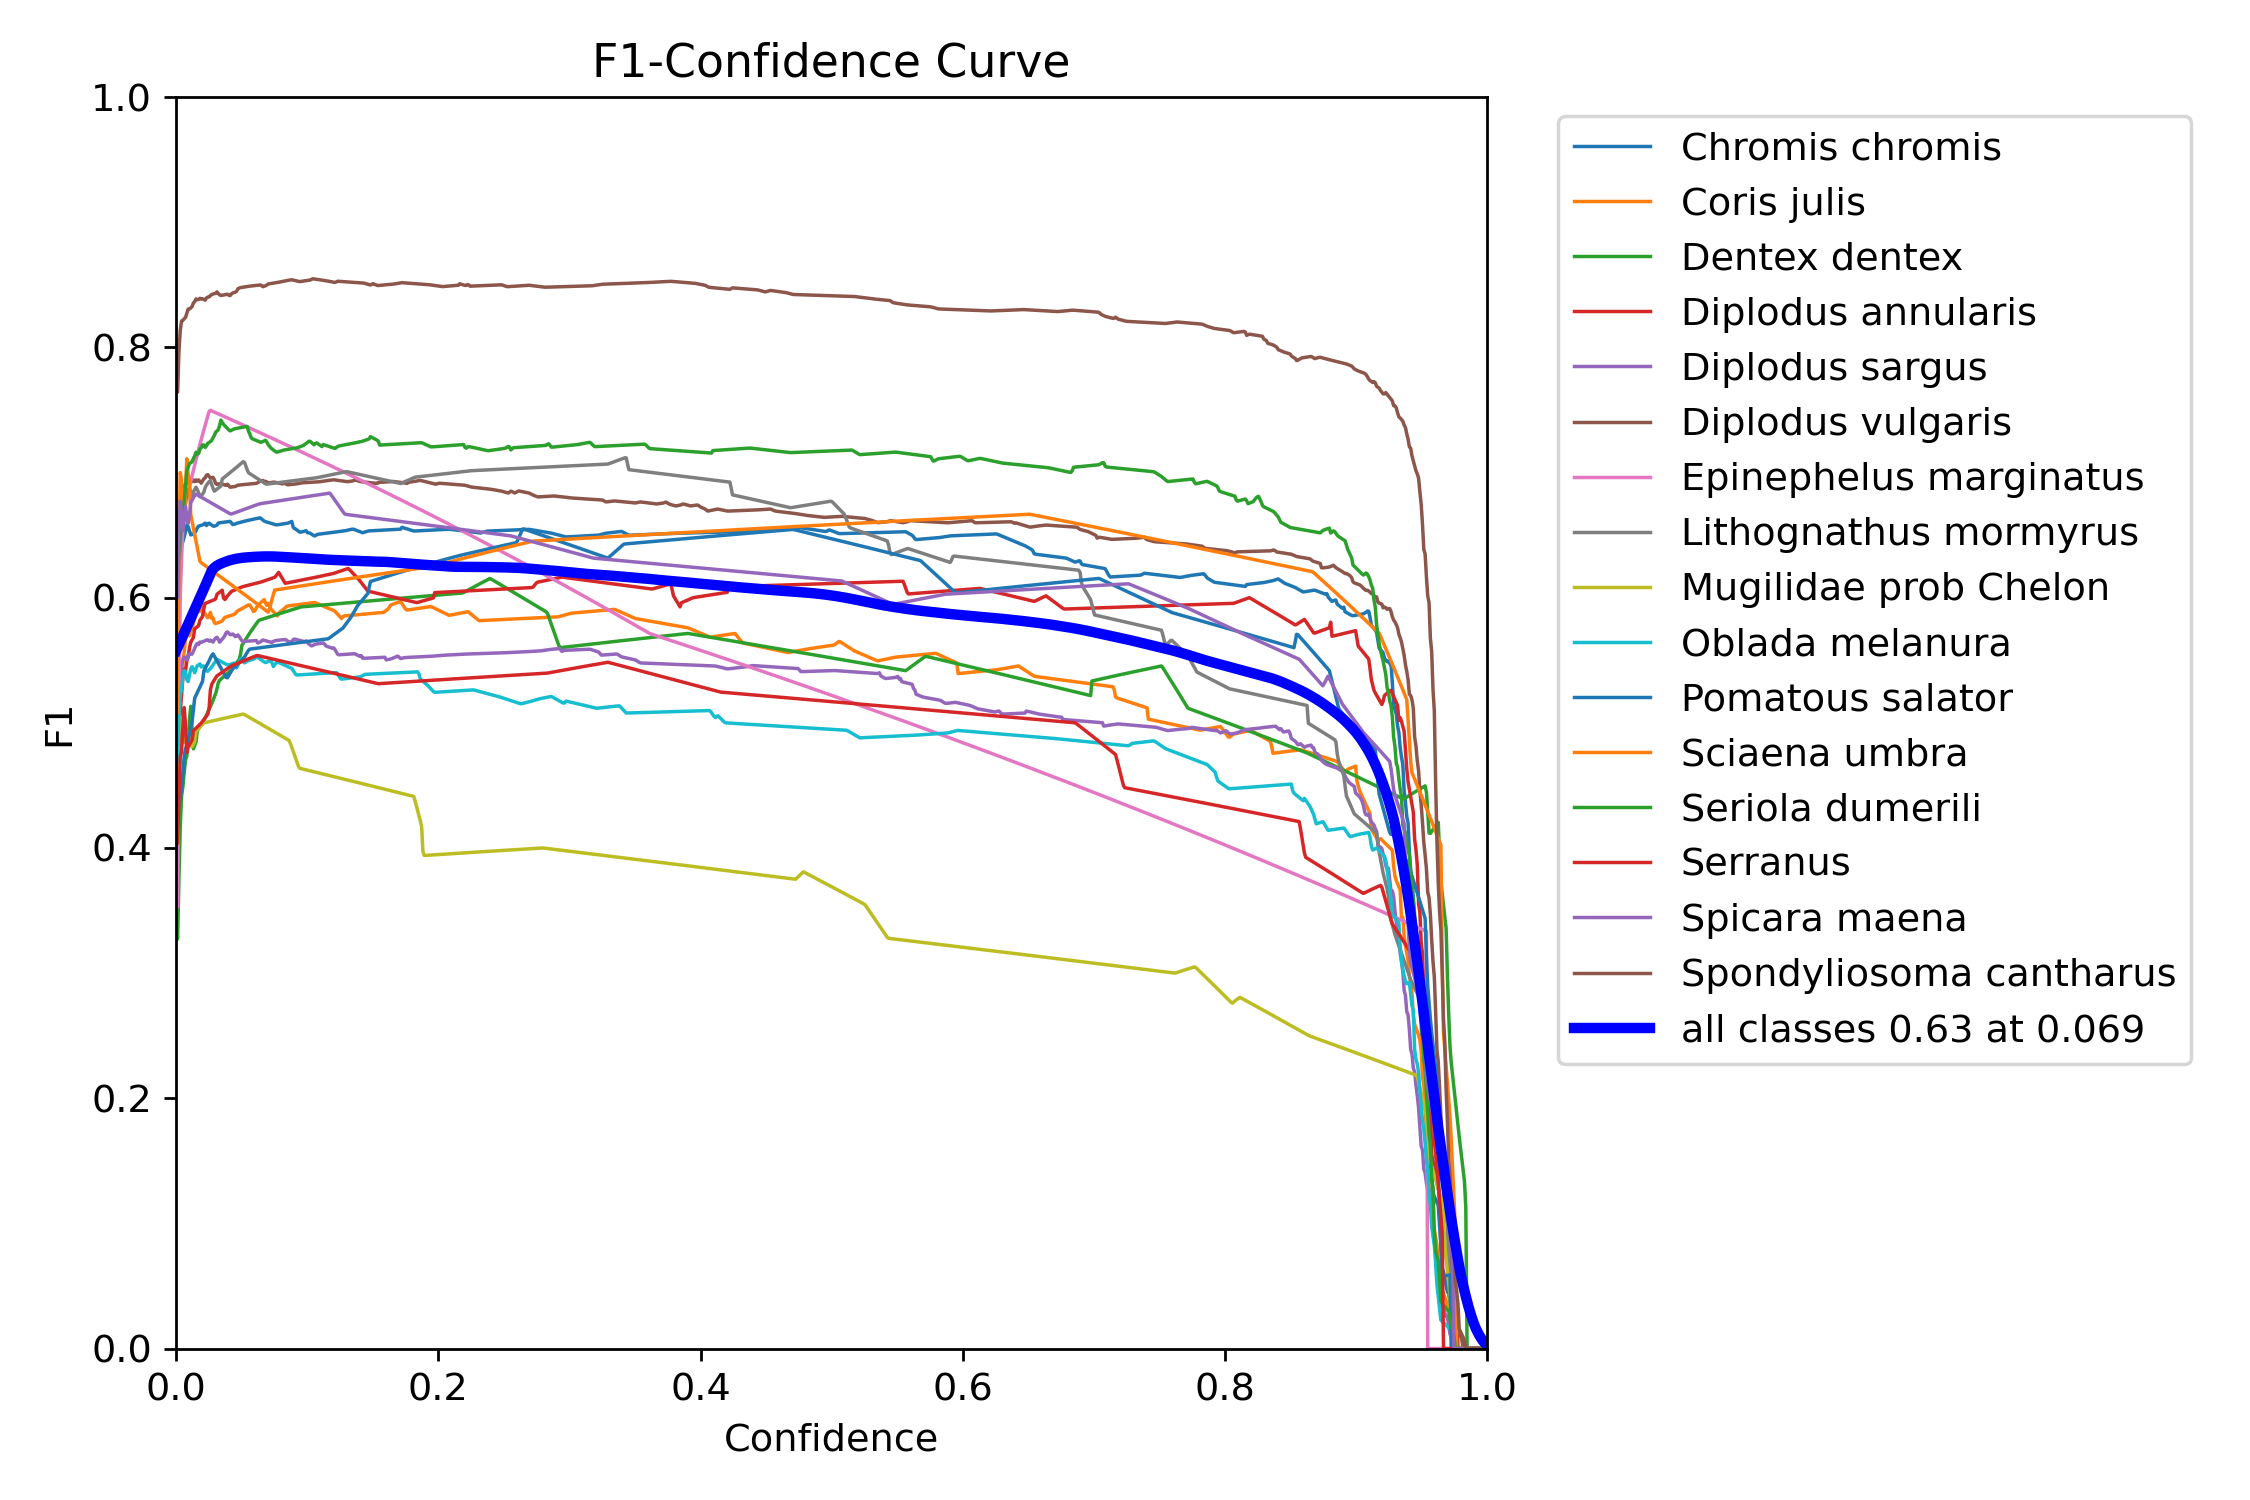 F1-Confidence Curve
1.0
0.8
0.6
0.4
0.2
0.0
F1
0.0 0.2 0.4 0.6 0.8 1.0
Confidence
Chromis chromis
Coris julis
Dentex dentex
Diplodus annularis
Diplodus sargus
Diplodus vulgaris
Epinephelus marginatus
Lithognathus mormyrus
Mugilidae prob Chelon
Oblada melanura
Pomatous salator
Sciaena umbra
Seriola dumerili
Serranus
Spicara maena
Spondyliosoma cantharus
all classes 0.63 at 0.069